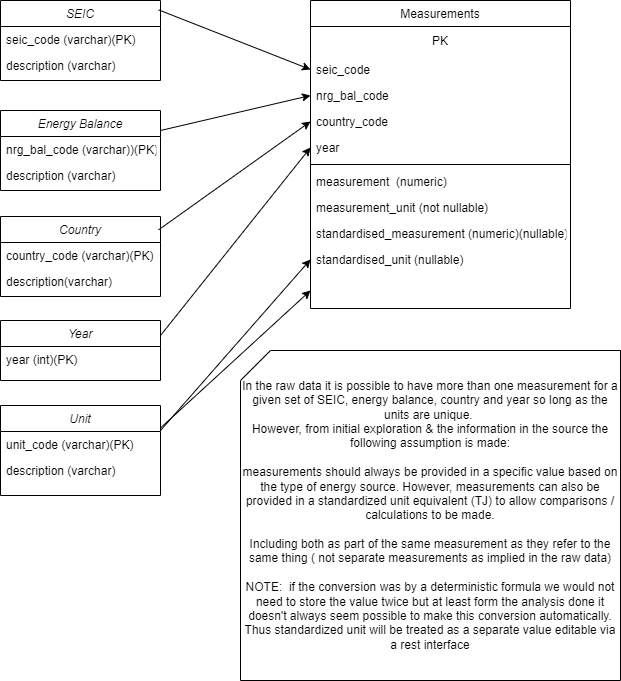 SEIC
seic_code (varchar)(PK)
description (varchar)
Energy Balance
nrg_bal_code (varchar))(PK)
description (varchar)
Country
country_code (varchar)(PK)
description(varchar)
Year
year (int)(PK)
Unit
unit_code (varchar)(PK)
description (varchar)
Measurements
PK
seic_code
nrg_bal_code
country_code
year
measurement  (numeric)
measurement_unit (not nullable)
standardised_measurement (numeric)(nullable)
standardised_unit (nullable)
In the raw data it is possible to have more than one measurement for a
given set of SEIC, energy balance, country and year so long as the
units are unique.
However, from initial exploration & the information in the source the
following assumption is made:
measurements should always be provided in a specific value based on
the type of energy source. However, measurements can also be
provided in a standardized unit equivalent (TJ) to allow comparisons /
calculations to be made.
Including both as part of the same measurement as they refer to the
same thing ( not separate measurements as implied in the raw data)
NOTE:  if the conversion was by a deterministic formula we would not
need to store the value twice but at least form the analysis done it
doesn't always seem possible to make this conversion automatically.
Thus standardized unit will be treated as a separate value editable via
a rest interface